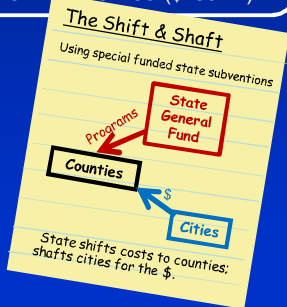 The Shift & Shaft
Using special funded state subventions
State
General
Fund
Programs
Counties
$
Cities
State shifts costs to counties;
shafts cities for the $.